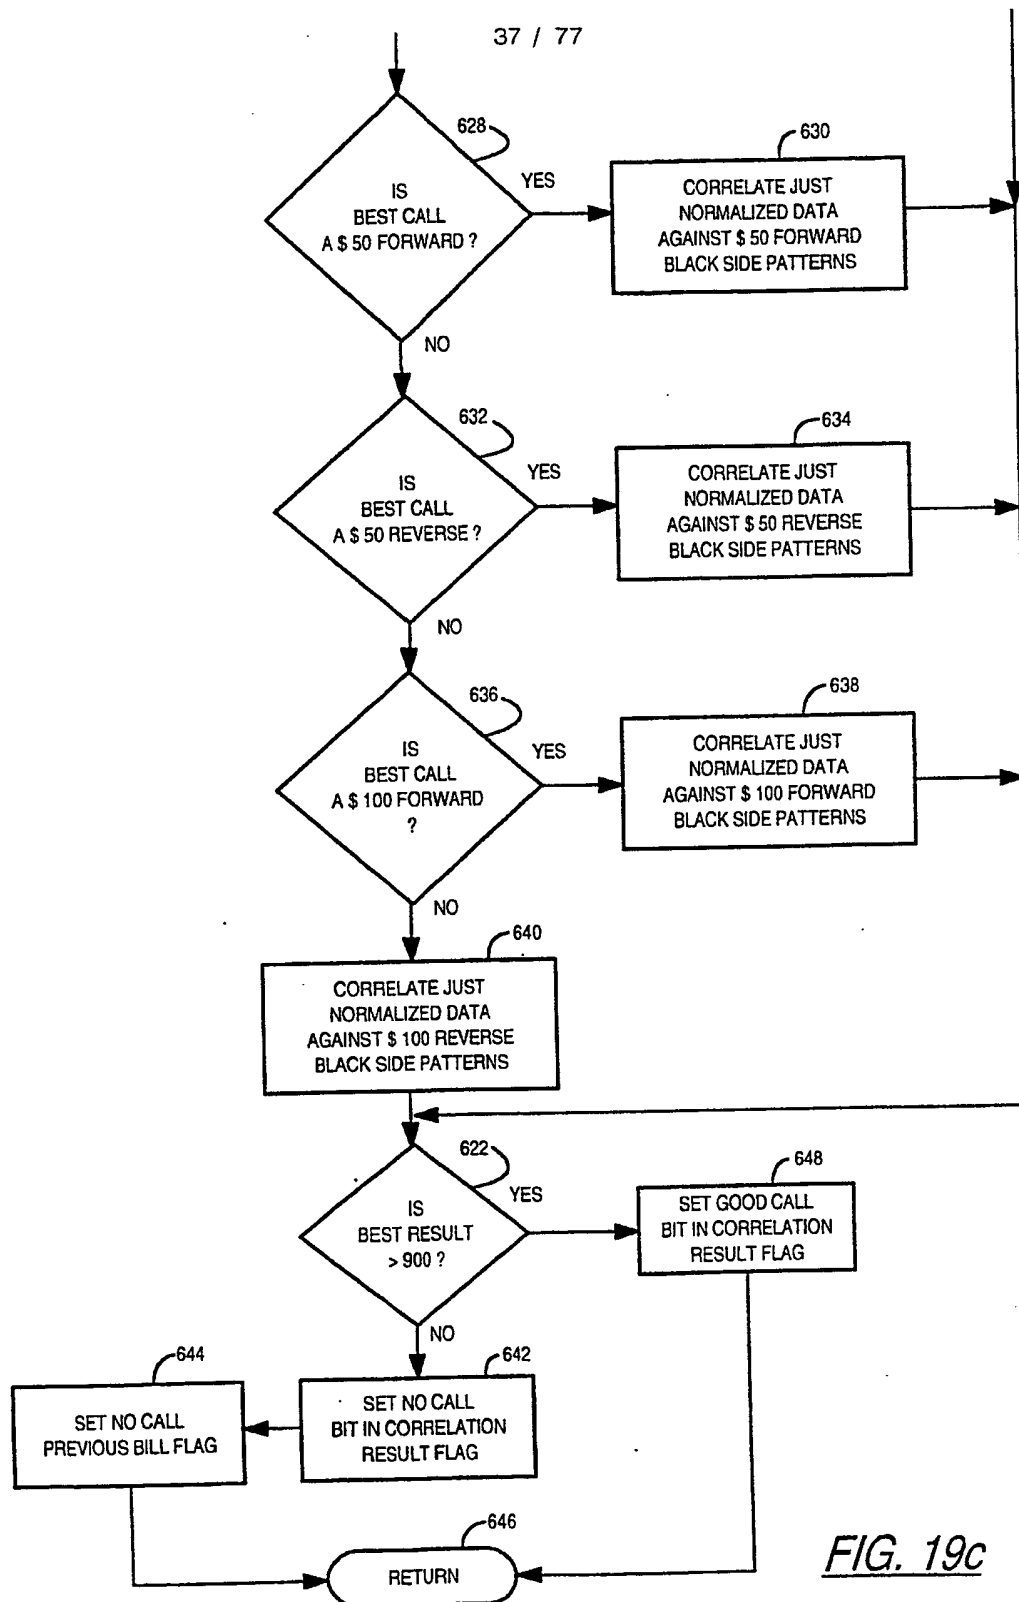 37 / 77
628
IS
BEST CALL
A $ 50 FORWARD ?
YES
NO
630
CORRELATE JUST
NORMALIZED DATA
AGAINST $ 50 FORWARD
BLACK SIDE PATTERNS
632
IS
BEST CALL
A $ 50 REVERSE ?
YES
NO
634
CORRELATE JUST
NORMALIZED DATA
AGAINST $ 50 REVERSE
BLACK SIDE PATTERNS
636
IS
BEST CALL
A $ 100 FORWARD
?
YES
NO
638
CORRELATE JUST
NORMALIZED DATA
AGAINST $ 100 FORWARD
BLACK SIDE PATTERNS
640
CORRELATE JUST
NORMALIZED DATA
AGAINST $ 100 REVERSE
BLACK SIDE PATTERNS
622
IS
BEST RESULT
> 900 ?
YES
NO
648
SET GOOD CALL
BIT IN CORRELATION
RESULT FLAG
644
SET NO CALL
PREVIOUS BILL FLAG
642
SET NO CALL
BIT IN CORRELATION
RESULT FLAG
646
RETURN
FIG. 19c